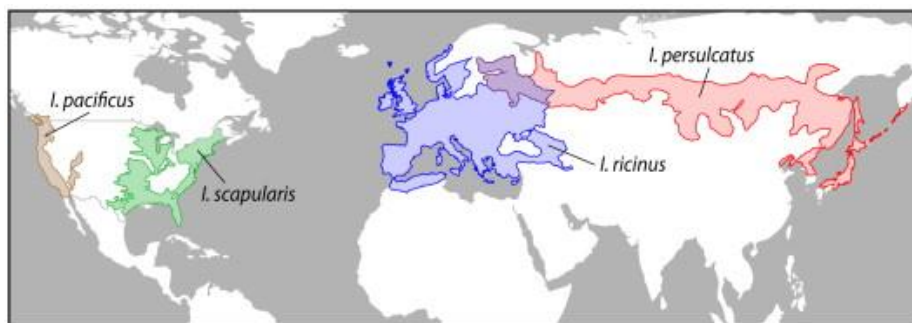 I. persulcatus
I. pacificus
I. ricinus
I. scapularis